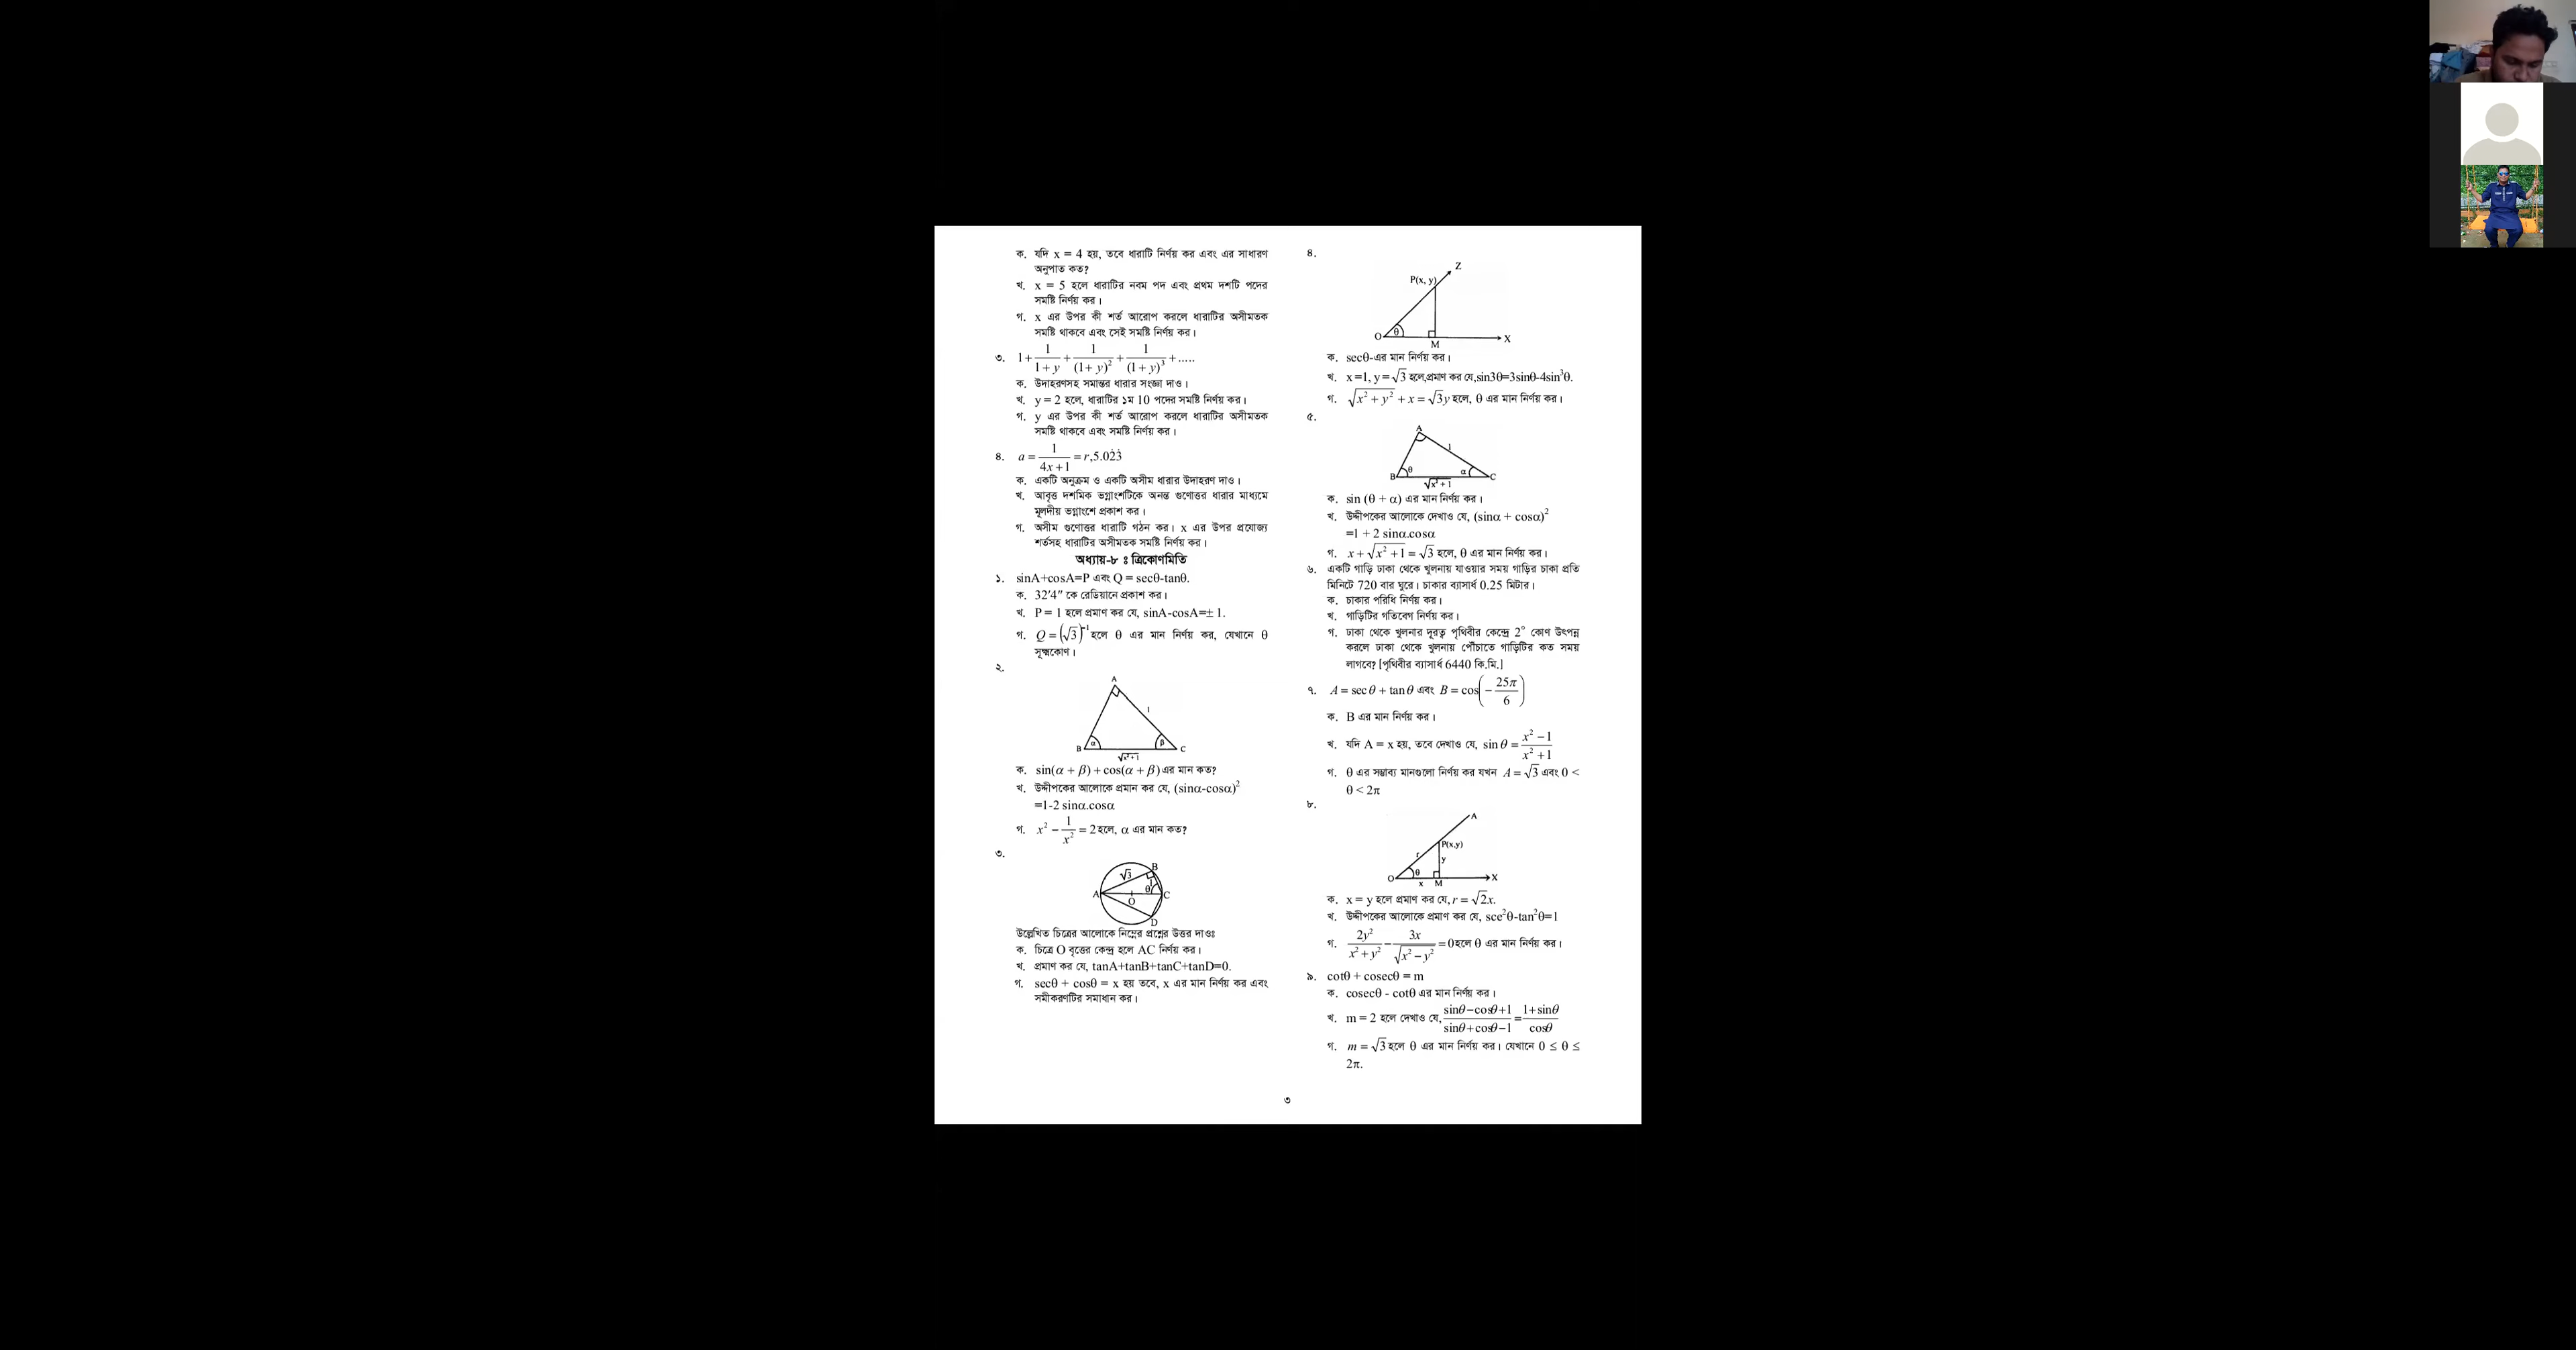 ক. যদি x = 4 হয়, তবে ধারাটি নির্ণয় কর এবং এর সাধারণ
অনুপাত কত?
খ. x = 5 হলে ধারাটির নবম পদ এবং প্রথম দশটি পদের
সমষ্টি নির্ণয় কর।
গ. x এর উপর কী শর্ত আরোপ করলে ধারাটির অসীমতক
সমষ্টি থাকবে এবং সেই সমষ্টি নির্ণয় কর।
৩. 1 + 1/(1+y) + 1/(1+y)² + 1/(1+y)³ + .....
ক. উদাহরণসহ সমান্তর ধারার সংজ্ঞা দাও।
খ. y = 2 হলে, ধারাটির ১ম 10 পদের সমষ্টি নির্ণয় কর।
গ. y এর উপর কী শর্ত আরোপ করলে ধারাটির অসীমতক
সমষ্টি থাকবে এবং সমষ্টি নির্ণয় কর।
৪. a = 1/(4x+1) = r, 5.02̇3̇
ক. একটি অনুক্রম ও একটি অসীম ধারার উদাহরণ দাও।
খ. আবৃত্ত দশমিক ভগ্নাংশটিকে অনন্ত গুণোত্তর ধারার মাধ্যমে
মূলদীয় ভগ্নাংশে প্রকাশ কর।
গ. অসীম গুণোত্তর ধারাটি গঠন কর। x এর উপর প্রযোজ্য
শর্তসহ ধারাটির অসীমতক সমষ্টি নির্ণয় কর।
অধ্যায়-৮ ঃ ত্রিকোণমিতি
১. sinA+cosA=P এবং Q = secθ-tanθ.
ক. 32′4″ কে রেডিয়ানে প্রকাশ কর।
খ. P = 1 হলে প্রমাণ কর যে, sinA-cosA=± 1.
গ. Q = (√3)⁻¹ হলে θ এর মান নির্ণয় কর, যেখানে θ
সূক্ষ্মকোণ।
২.
A
1
B α β C
√x²+1
ক. sin(α + β) + cos(α + β) এর মান কত?
খ. উদ্দীপকের আলোকে প্রমান কর যে, (sinα-cosα)²
=1-2 sinα.cosα
গ. x² − 1/x² = 2 হলে, α এর মান কত?
৩.
B
√3 1
A θ C
O
D
উল্লেখিত চিত্রের আলোকে নিম্নের প্রশ্নের উত্তর দাওঃ
ক. চিত্রে O বৃত্তের কেন্দ্র হলে AC নির্ণয় কর।
খ. প্রমাণ কর যে, tanA+tanB+tanC+tanD=0.
গ. secθ + cosθ = x হয় তবে, x এর মান নির্ণয় কর এবং
সমীকরণটির সমাধান কর।
৪.
Z
P(x, y)
O θ M X
ক. secθ-এর মান নির্ণয় কর।
খ. x=1, y = √3 হলে,প্রমাণ কর যে,sin3θ=3sinθ-4sin³θ.
গ. √(x² + y²) + x = √3y হলে, θ এর মান নির্ণয় কর।
৫.
A
1
B θ α C
√x²+1
ক. sin (θ + α) এর মান নির্ণয় কর।
খ. উদ্দীপকের আলোকে দেখাও যে, (sinα + cosα)²
=1 + 2 sinα.cosα
গ. x + √(x² + 1) = √3 হলে, θ এর মান নির্ণয় কর।
৬. একটি গাড়ি ঢাকা থেকে খুলনায় যাওয়ার সময় গাড়ির চাকা প্রতি
মিনিটে 720 বার ঘুরে। চাকার ব্যাসার্ধ 0.25 মিটার।
ক. চাকার পরিধি নির্ণয় কর।
খ. গাড়িটির গতিবেগ নির্ণয় কর।
গ. ঢাকা থেকে খুলনার দূরত্ব পৃথিবীর কেন্দ্রে 2° কোণ উৎপন্ন
করলে ঢাকা থেকে খুলনায় পৌঁচাতে গাড়িটির কত সময়
লাগবে? [পৃথিবীর ব্যাসার্ধ 6440 কি.মি.]
৭. A = secθ + tanθ এবং B = cos(−25π/6)
ক. B এর মান নির্ণয় কর।
খ. যদি A = x হয়, তবে দেখাও যে, sinθ = (x² − 1)/(x² + 1)
গ. θ এর সম্ভাব্য মানগুলো নির্ণয় কর যখন A = √3 এবং 0 <
θ < 2π
৮.
A
P(x,y)
r y
O θ x M X
ক. x = y হলে প্রমাণ কর যে, r = √2x.
খ. উদ্দীপকের আলোকে প্রমাণ কর যে, sce²θ-tan²θ=1
গ. 2y²/(x² + y²) − 3x/√(x² − y²) = 0 হলে θ এর মান নির্ণয় কর।
৯. cotθ + cosecθ = m
ক. cosecθ - cotθ এর মান নির্ণয় কর।
খ. m = 2 হলে দেখাও যে, (sinθ−cosθ+1)/(sinθ+cosθ−1) = (1+sinθ)/cosθ
গ. m = √3 হলে θ এর মান নির্ণয় কর। যেখানে 0 ≤ θ ≤
2π.
৩